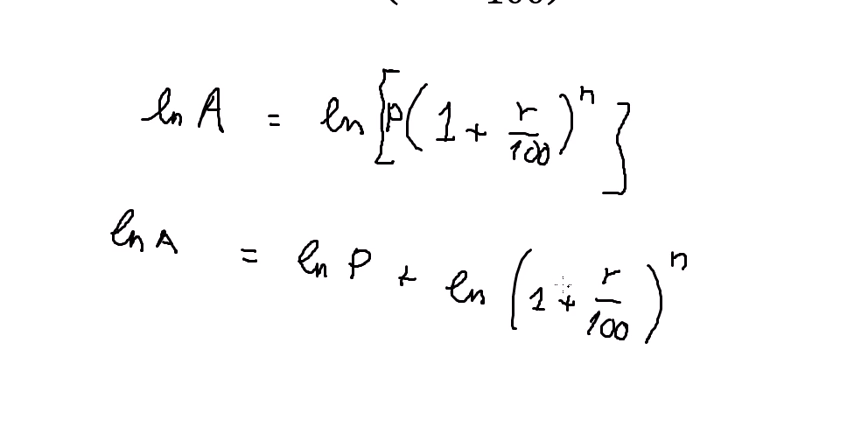 ln A = ln [P(1 + r/100)^n]
ln A = ln P + ln (1 + r/100)^n